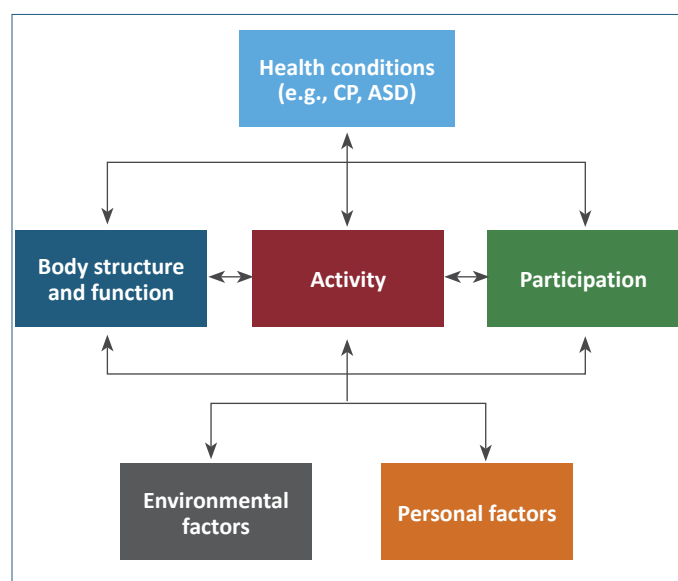 Health conditions
(e.g., CP, ASD)
Body structure
and function
Activity
Participation
Environmental
factors
Personal factors